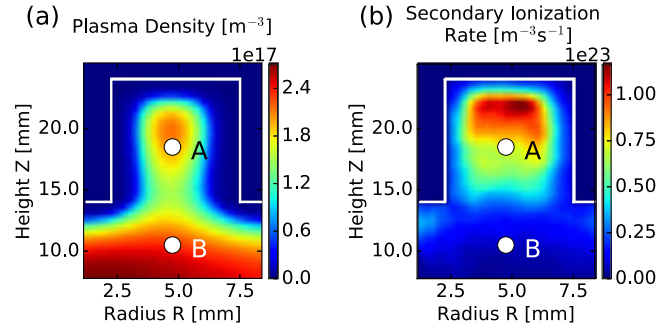 (a) Plasma Density [m⁻³]
1e17
2.4
1.8
1.2
0.6
0.0
Height Z [mm]
20.0
15.0
10.0
A
B
2.5 5.0 7.5
Radius R [mm]
(b) Secondary Ionization
Rate [m⁻³s⁻¹]
1e23
1.00
0.75
0.50
0.25
0.00
Height Z [mm]
20.0
15.0
10.0
A
B
2.5 5.0 7.5
Radius R [mm]